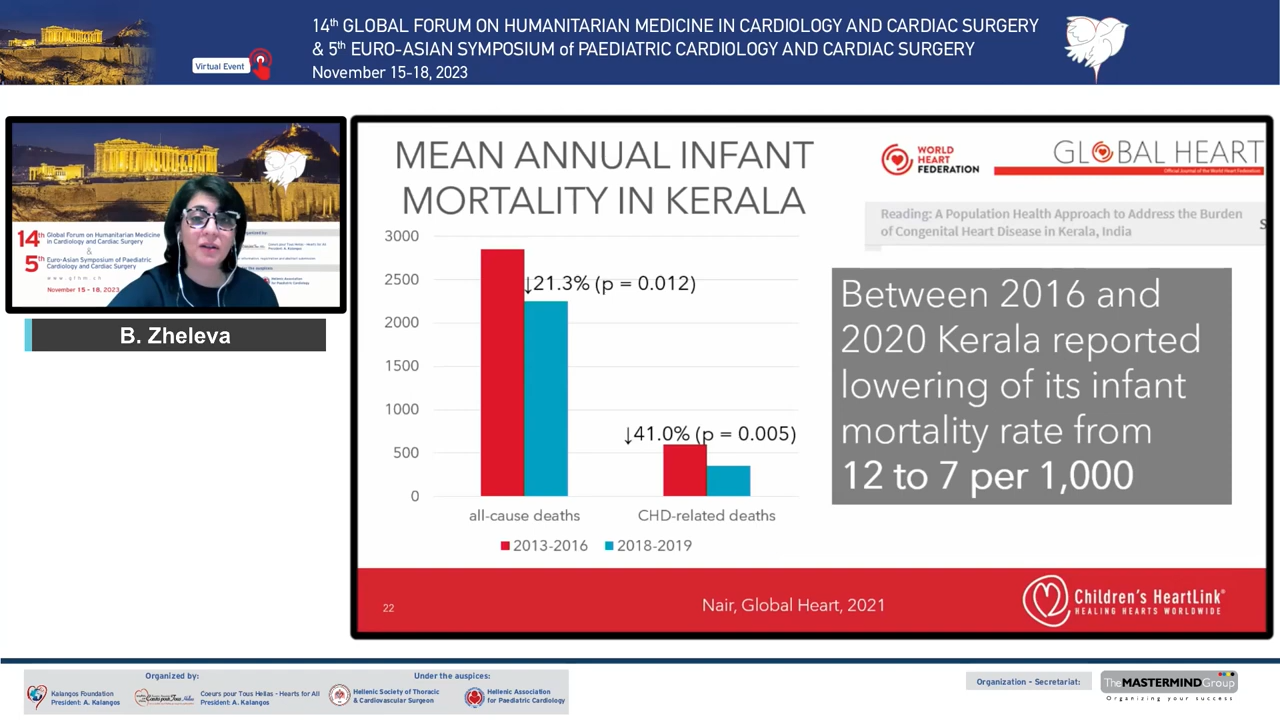 14th GLOBAL FORUM ON HUMANITARIAN MEDICINE IN CARDIOLOGY AND CARDIAC SURGERY
& 5th EURO-ASIAN SYMPOSIUM of PAEDIATRIC CARDIOLOGY AND CARDIAC SURGERY
November 15-18, 2023
Virtual Event
14th Global Forum on Humanitarian Medicine
in Cardiology and Cardiac Surgery
&
5th Euro-Asian Symposium of Paediatric
Cardiology and Cardiac Surgery
November 15 - 18, 2023
B. Zheleva
MEAN ANNUAL INFANT
MORTALITY IN KERALA
3000
2500
2000
1500
1000
500
0
↓21.3% (p = 0.012)
↓41.0% (p = 0.005)
all-cause deaths
CHD-related deaths
2013-2016
2018-2019
WORLD
HEART
FEDERATION
GLOBAL HEART
Official Journal of the World Heart Federation
Reading: A Population Health Approach to Address the Burden
of Congenital Heart Disease in Kerala, India
S
Between 2016 and
2020 Kerala reported
lowering of its infant
mortality rate from
12 to 7 per 1,000
22
Nair, Global Heart, 2021
Children's HeartLink®
HEALING HEARTS WORLDWIDE
Organized by:
Kalangos Foundation
President: A. Kalangos
Coeurs pour Tous Hellas - Hearts for All
President: A. Kalangos
Under the auspices:
Hellenic Society of Thoracic
& Cardiovascular Surgeon
Hellenic Association
for Paediatric Cardiology
Organization - Secretariat:
The MASTERMIND Group
Organizing your success